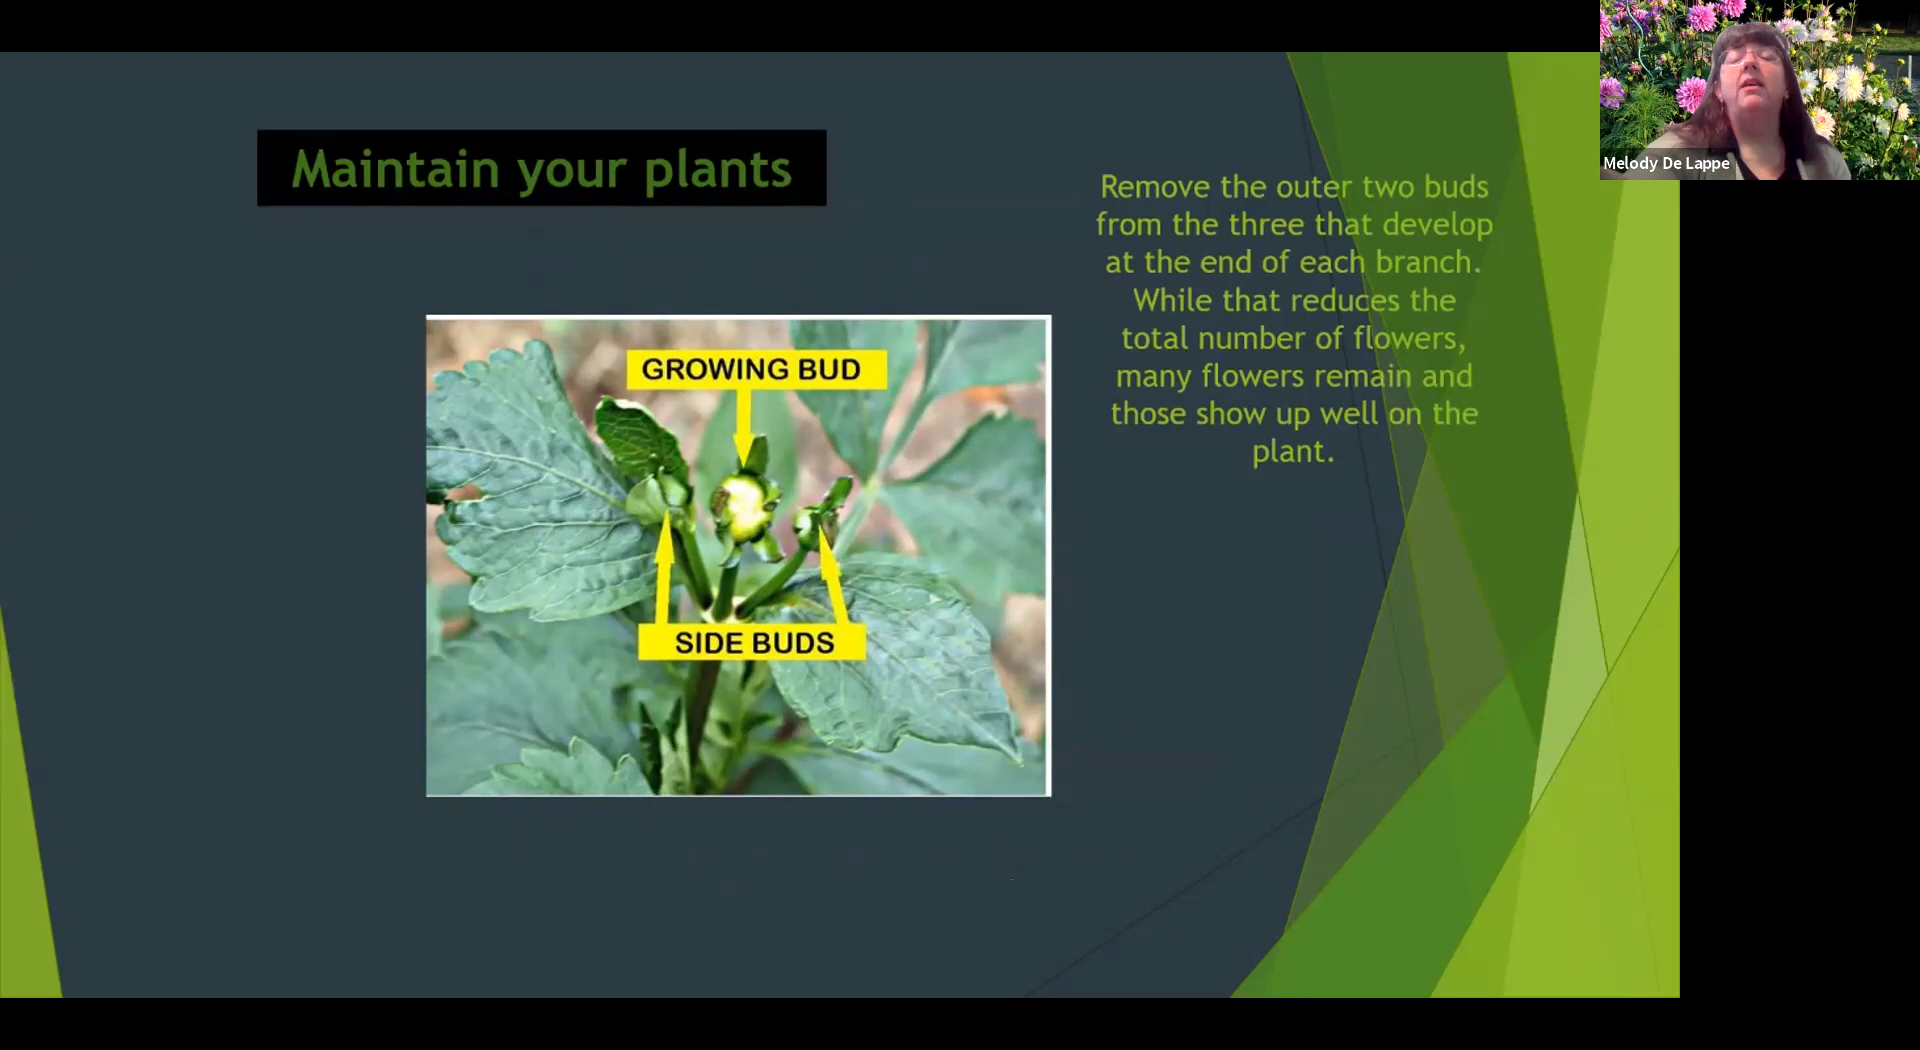 Maintain your plants
Remove the outer two buds
from the three that develop
at the end of each branch.
While that reduces the
total number of flowers,
many flowers remain and
those show up well on the
plant.
GROWING BUD
SIDE BUDS
Melody De Lappe